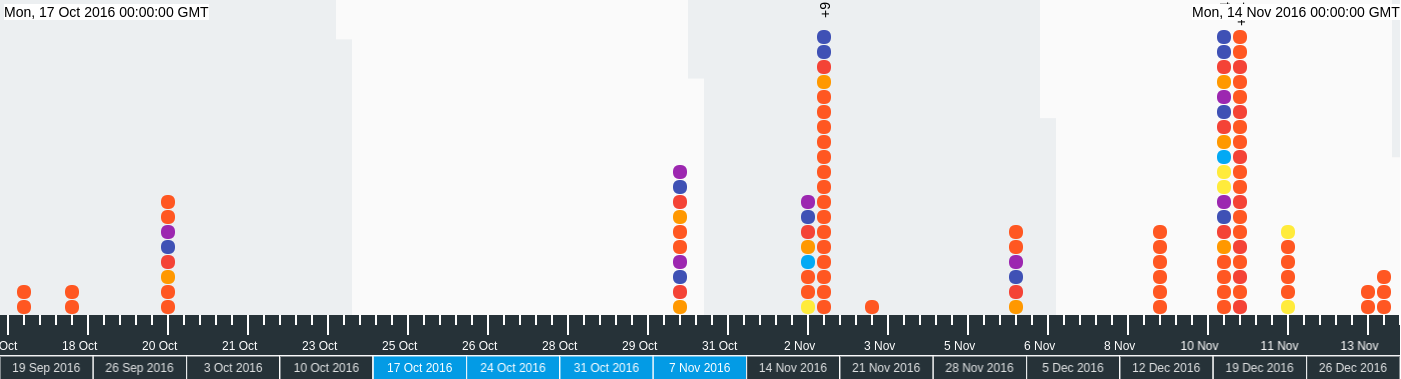 Mon, 17 Oct 2016 00:00:00 GMT
+9
Mon, 14 Nov 2016 00:00:00 GMT
Oct 18 Oct 20 Oct 21 Oct 23 Oct 25 Oct 26 Oct 28 Oct 29 Oct 31 Oct 2 Nov 3 Nov 5 Nov 6 Nov 8 Nov 10 Nov 11 Nov 13 Nov
19 Sep 2016 26 Sep 2016 3 Oct 2016 10 Oct 2016 17 Oct 2016 24 Oct 2016 31 Oct 2016 7 Nov 2016 14 Nov 2016 21 Nov 2016 28 Nov 2016 5 Dec 2016 12 Dec 2016 19 Dec 2016 26 Dec 2016